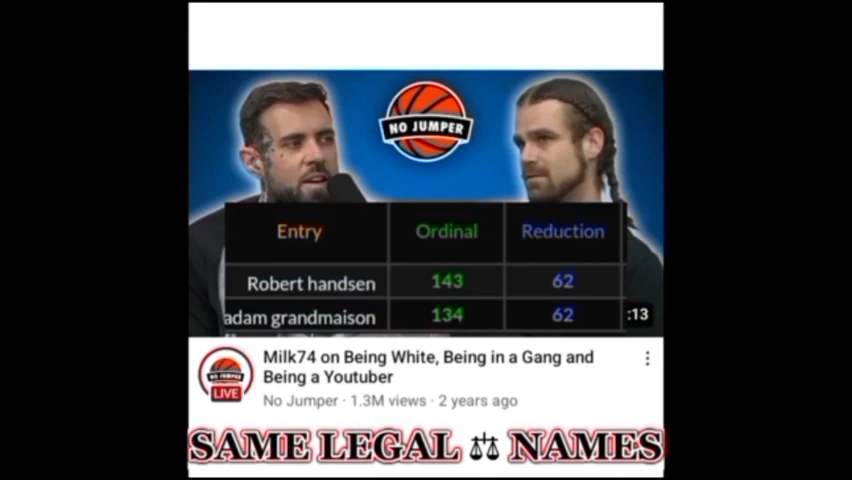 NO JUMPER
Entry Ordinal Reduction
Robert handsen 143 62
adam grandmaison 134 62
:13
NO JUMPER
LIVE
Milk74 on Being White, Being in a Gang and
Being a Youtuber
No Jumper · 1.3M views · 2 years ago
SAME LEGAL ⚖ NAMES